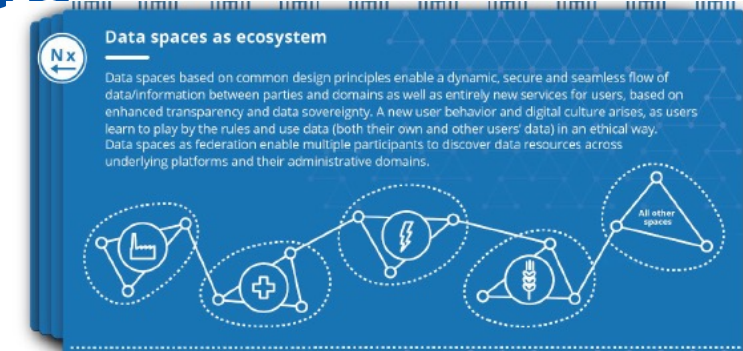 Data spaces as ecosystem
Nx
Data spaces based on common design principles enable a dynamic, secure and seamless flow of
data/information between parties and domains as well as entirely new services for users, based on
enhanced transparency and data sovereignty. A new user behavior and digital culture arises, as users
learn to play by the rules and use data (both their own and other users' data) in an ethical way.
Data spaces as federation enable multiple participants to discover data resources across
underlying platforms and their administrative domains.
All other
spaces